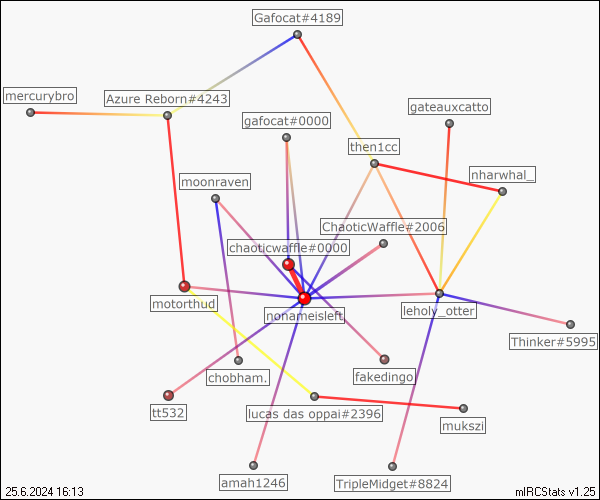 Gafocat#4189
mercurybro
Azure Reborn#4243
gateauxcatto
gafocat#0000
then1cc
nharwhal_
moonraven
ChaoticWaffle#2006
chaoticwaffle#0000
motorthud
nonameisleft
leholy_otter
Thinker#5995
chobham.
fakedingo
tt532
lucas das oppai#2396
mukszi
amah1246
TripleMidget#8824
25.6.2024 16:13
mIRCStats v1.25